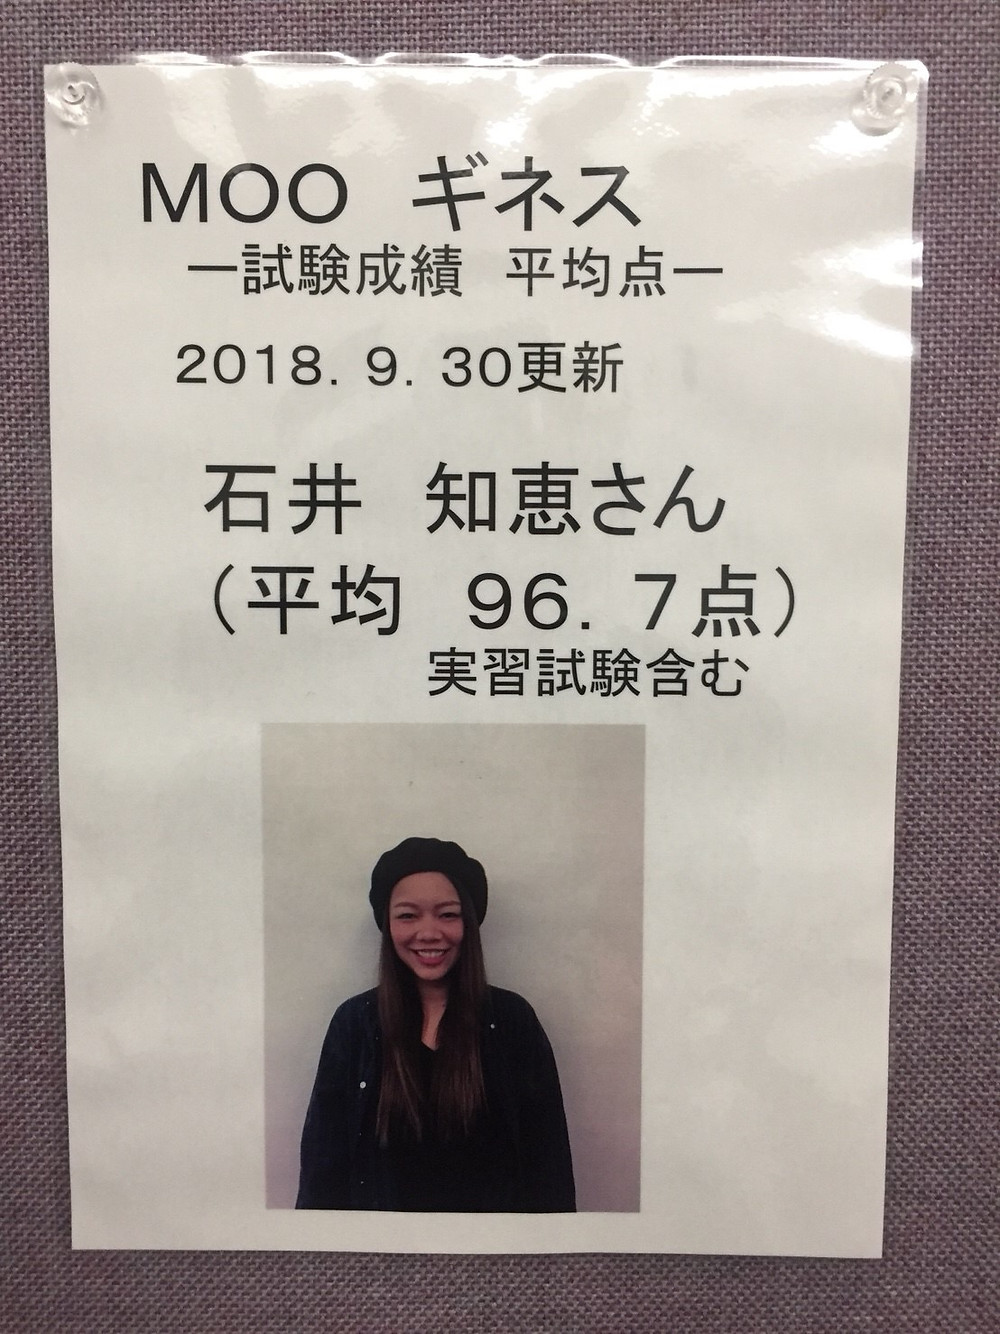 MOO　ギネス
ー試験成績　平均点ー
2018．9．30更新
石井　知恵さん
（平均　96．7点）
実習試験含む